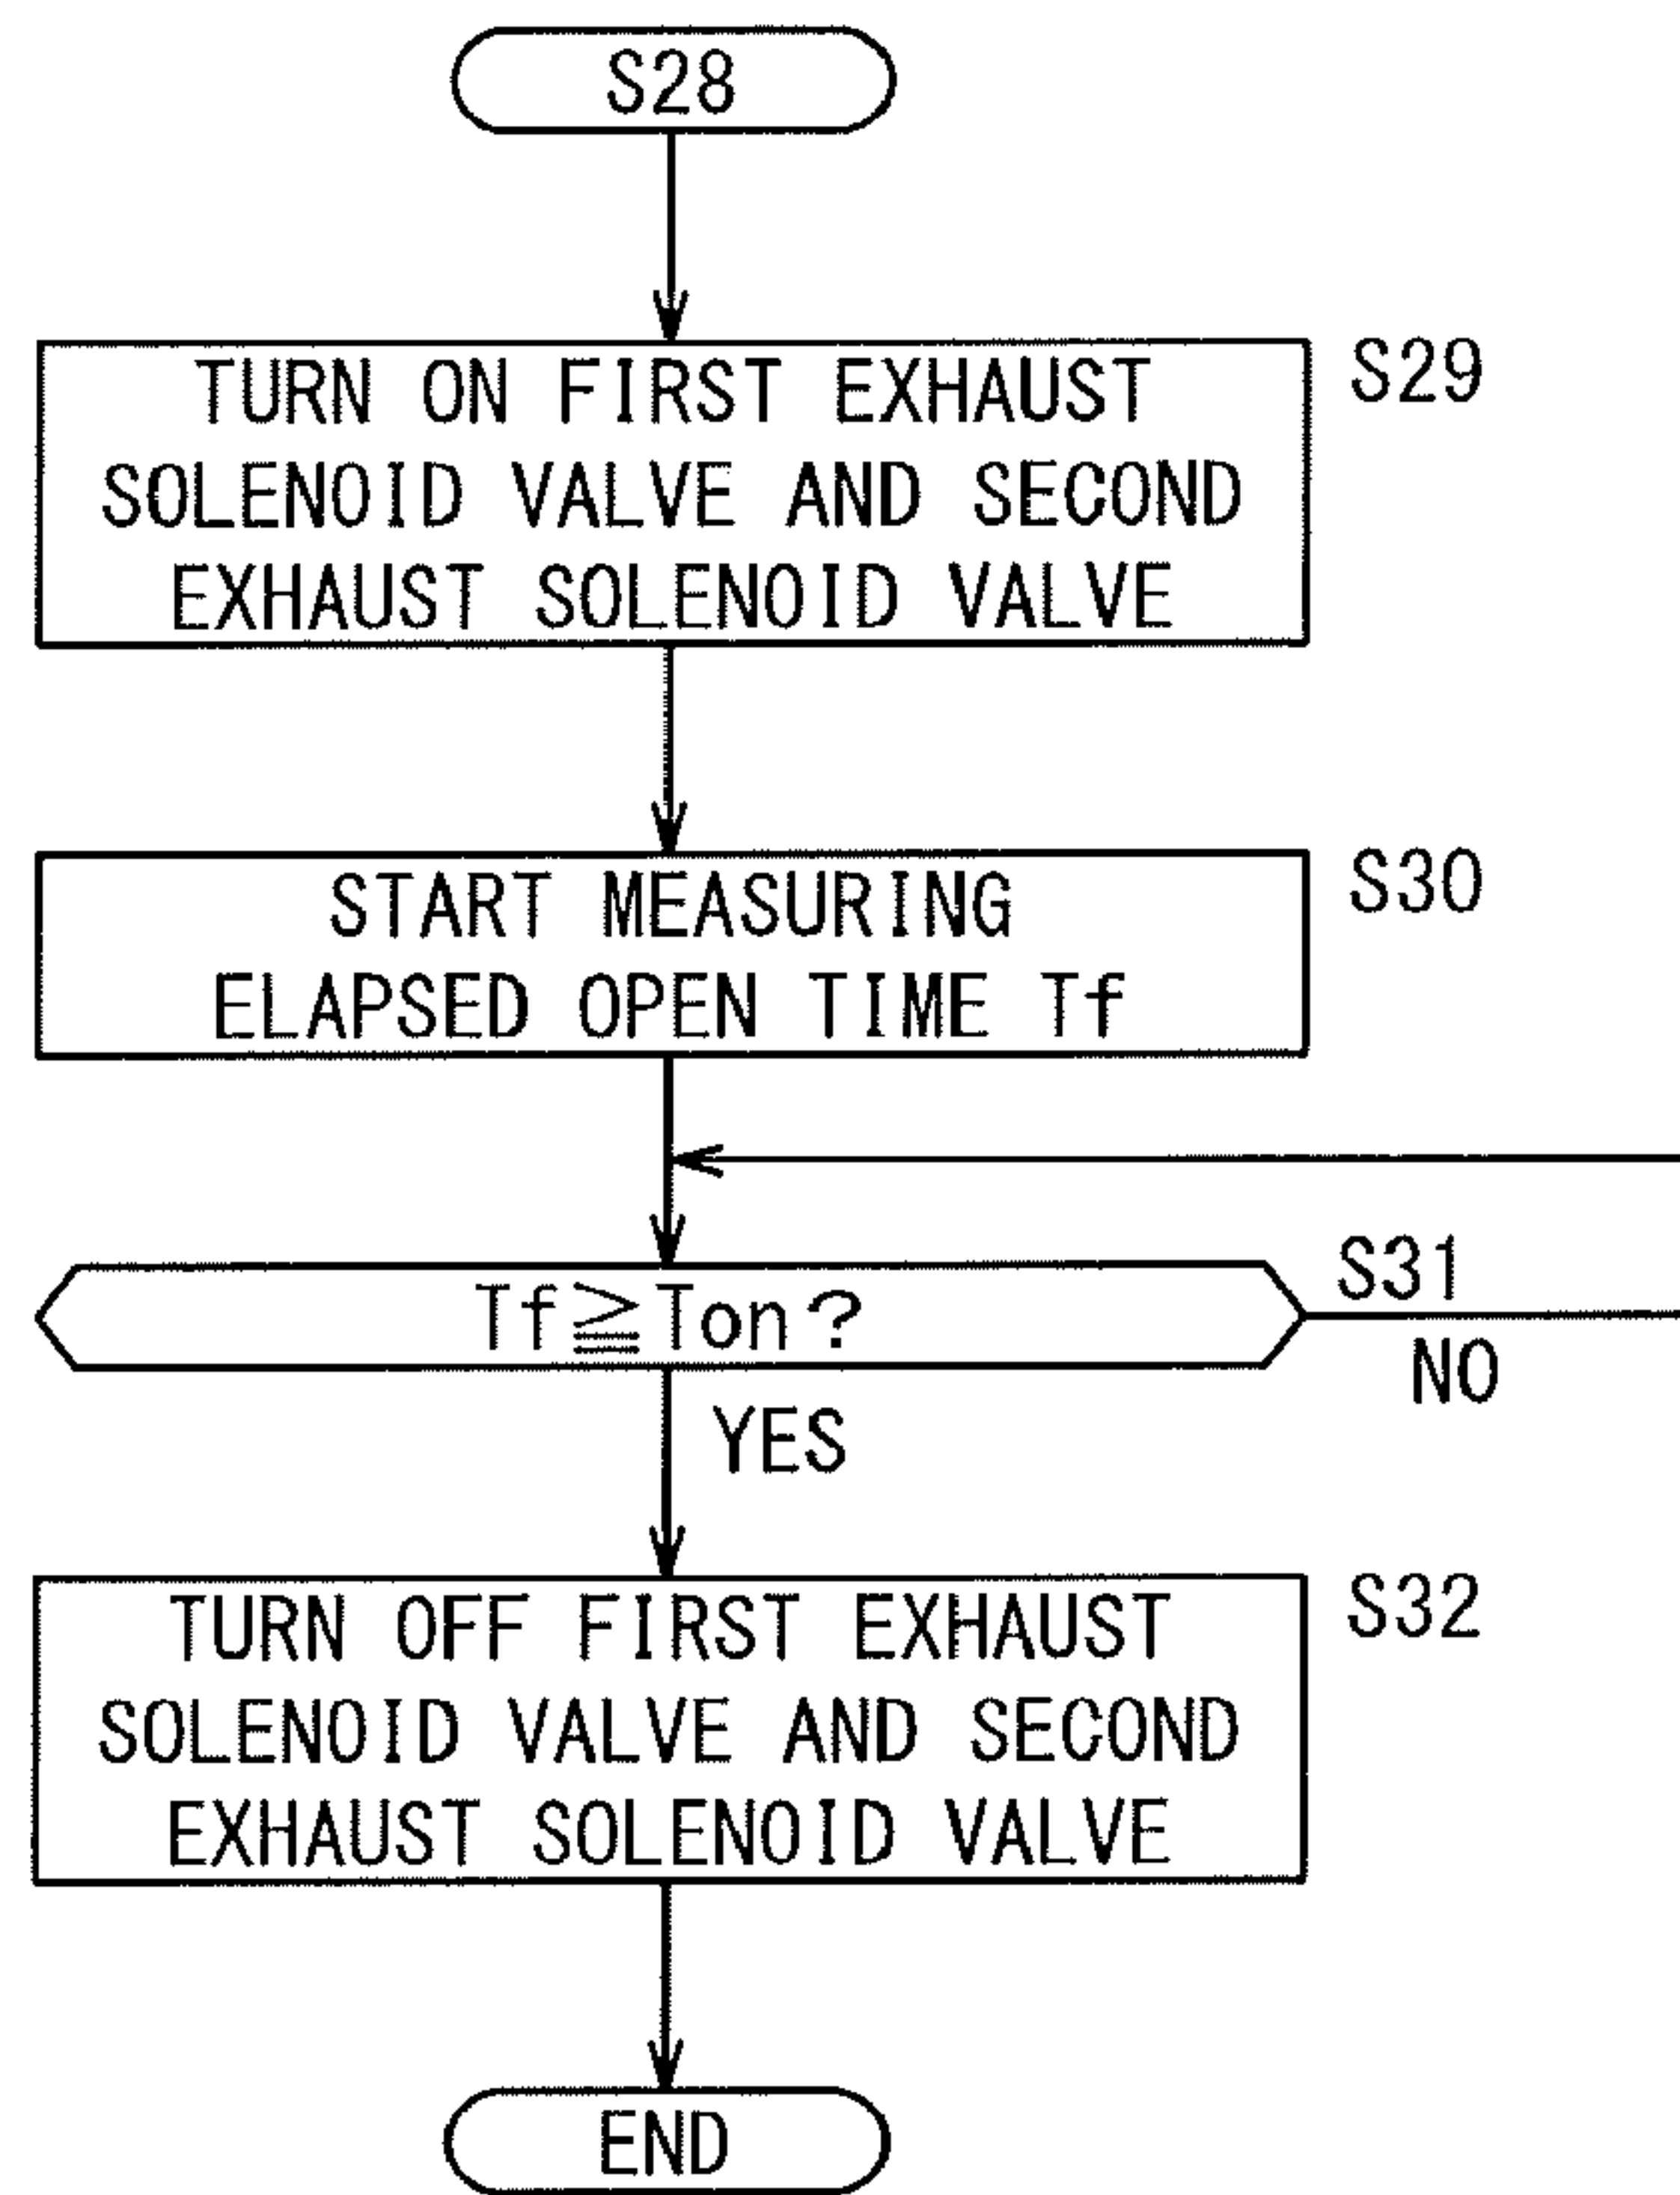 S28
TURN ON FIRST EXHAUST
SOLENOID VALVE AND SECOND
EXHAUST SOLENOID VALVE
S29
START MEASURING
ELAPSED OPEN TIME Tf
S30
Tf≧Ton?
S31
NO
YES
TURN OFF FIRST EXHAUST
SOLENOID VALVE AND SECOND
EXHAUST SOLENOID VALVE
S32
END